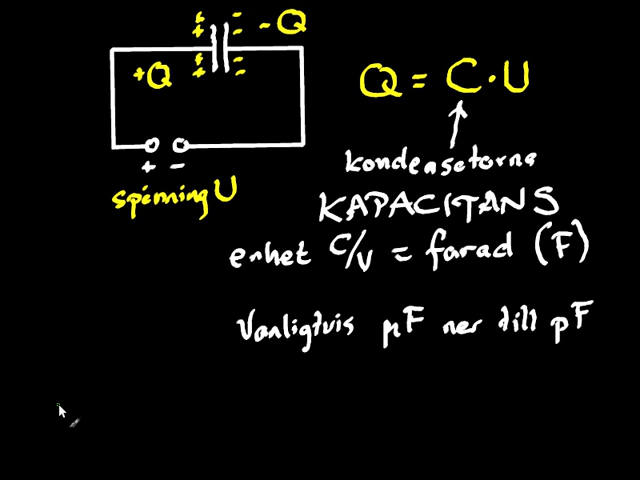 - Q
+Q
+ -
spänning U
Q = C · U
kondensatorns
KAPACITANS
enhet C/V = farad (F)
Vanligtvis µF ner till pF